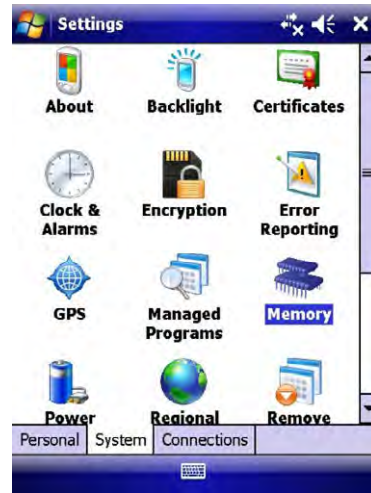 Settings
About Backlight Certificates
Clock & Encryption Error
Alarms Reporting
GPS Managed Memory
Programs
Power Regional Remove
Personal System Connections